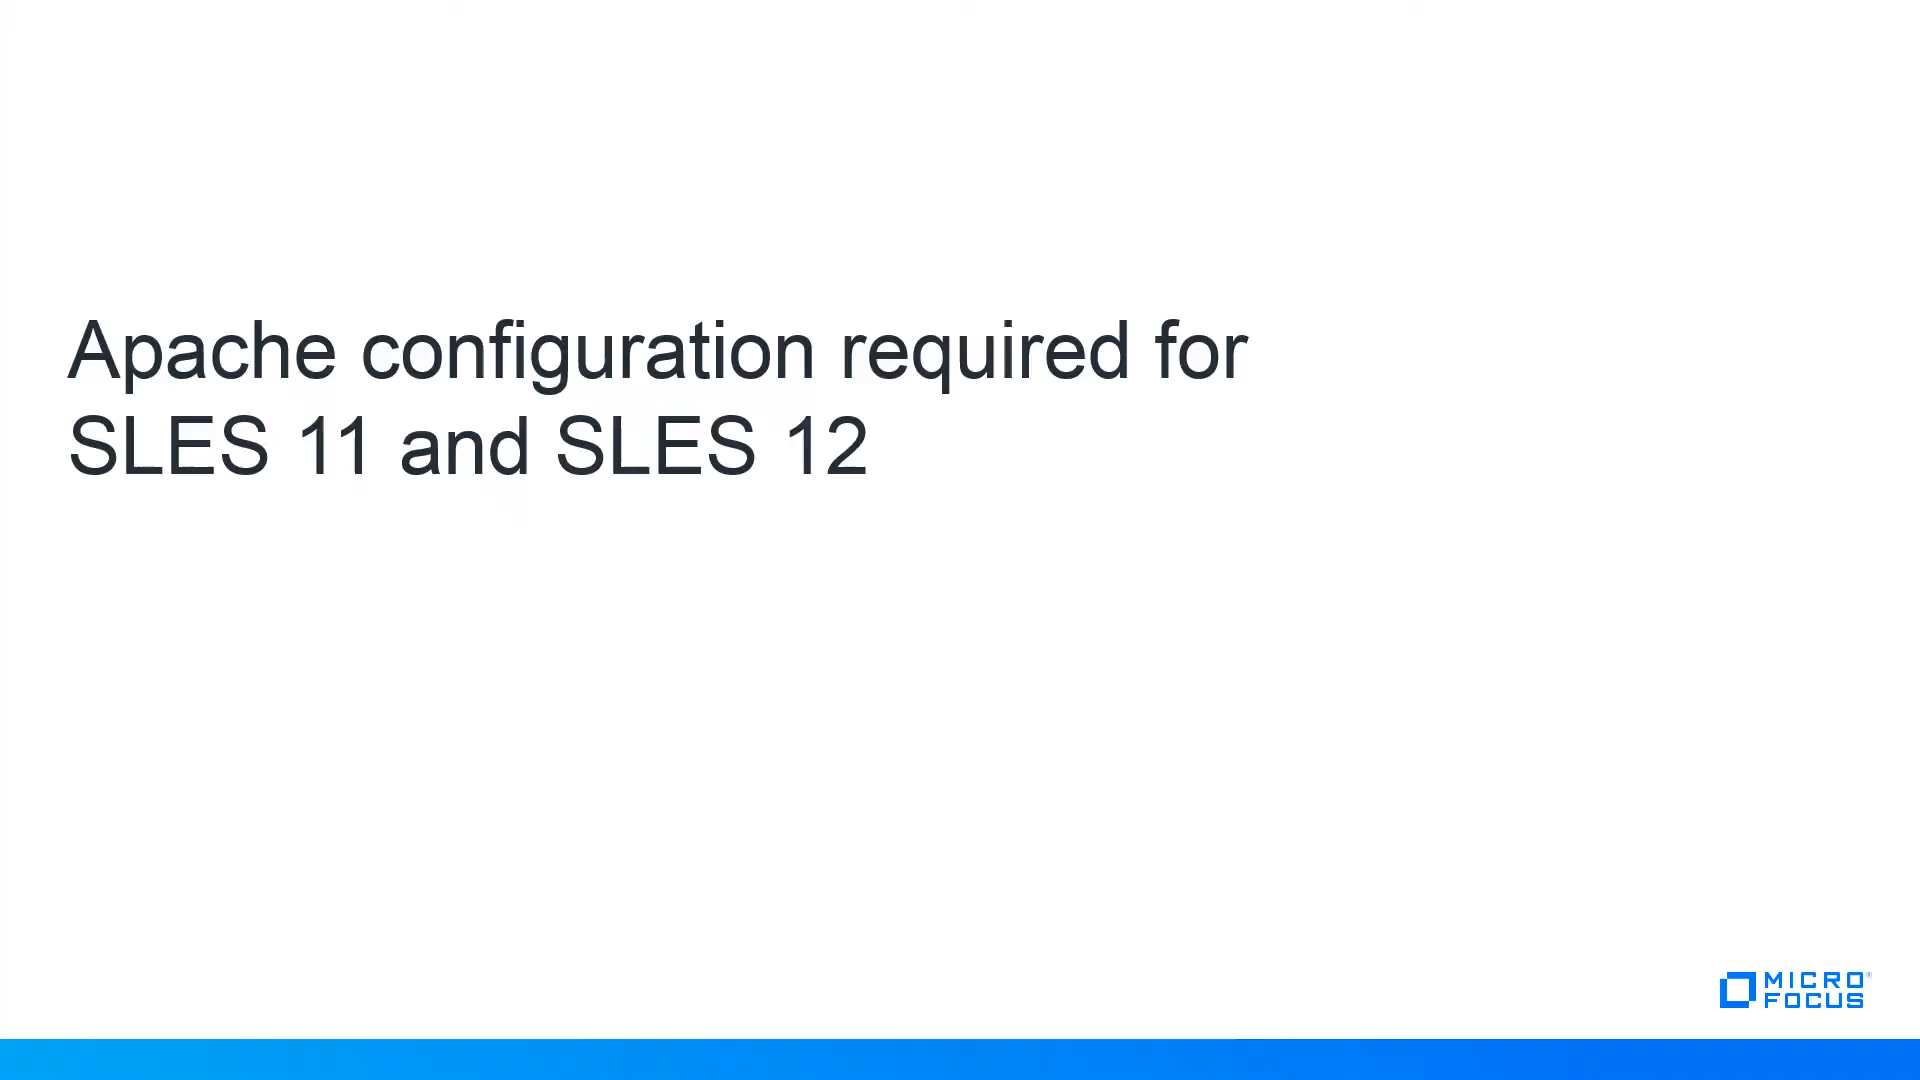 Apache configuration required for
SLES 11 and SLES 12
MICRO
FOCUS